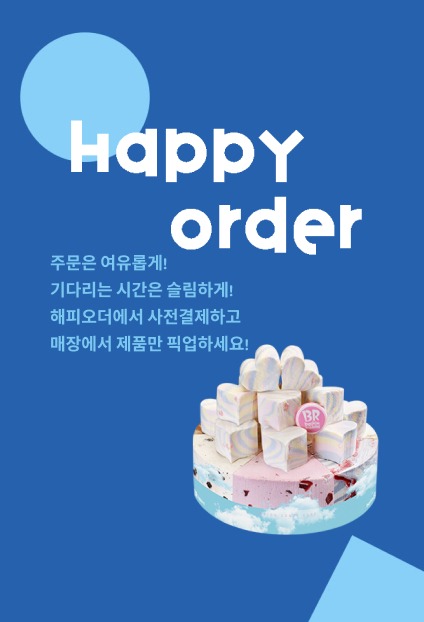 Happy
order
주문은 여유롭게!
기다리는 시간은 슬림하게!
해피오더에서 사전결제하고
매장에서 제품만 픽업하세요!
BR